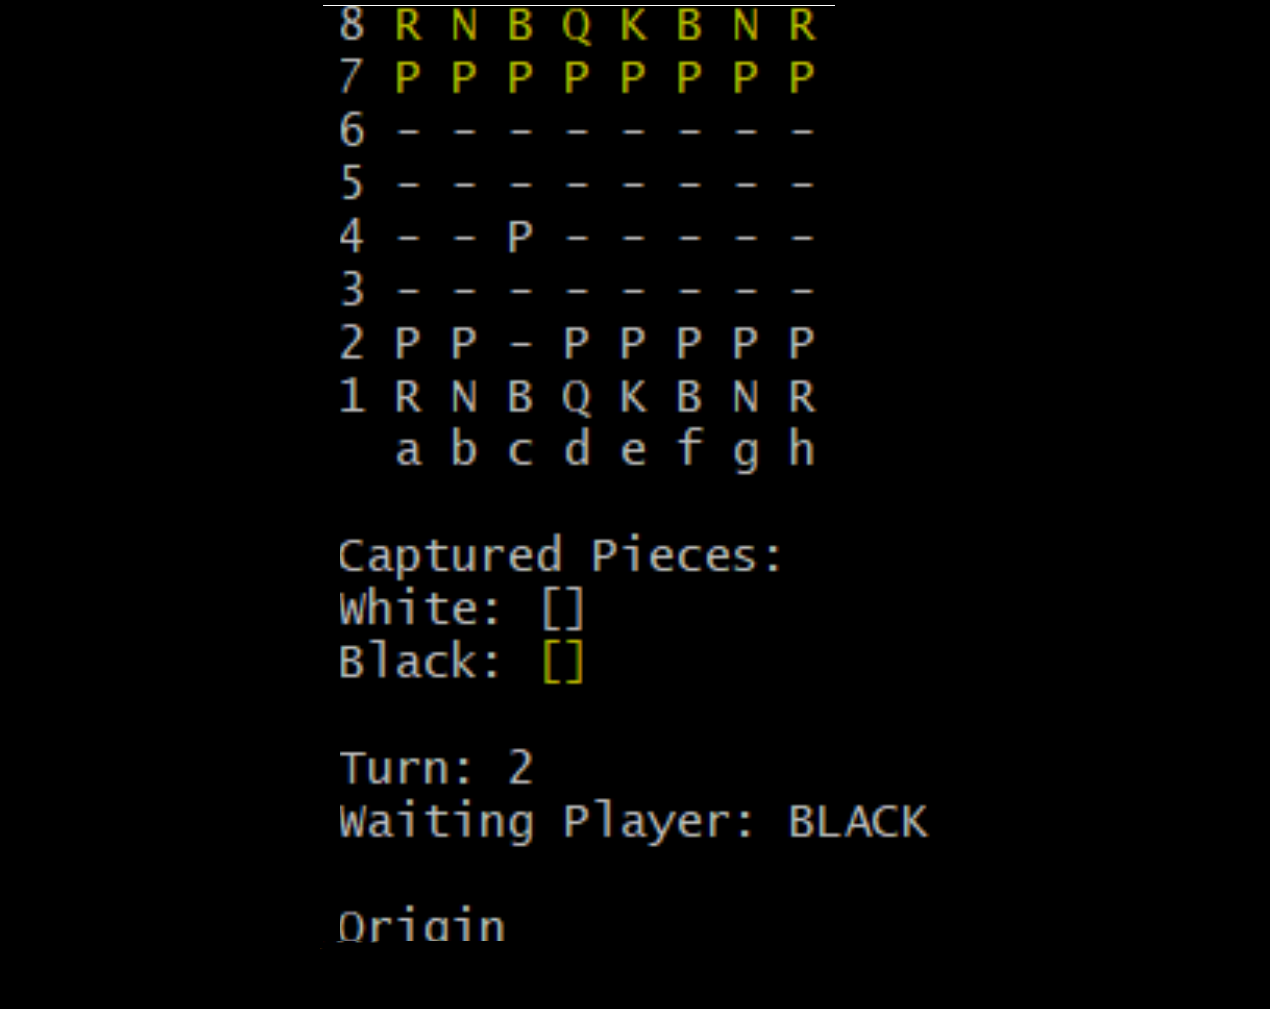 8 R N B Q K B N R
7 P P P P P P P P
6 - - - - - - - -
5 - - - - - - - -
4 - - P - - - - -
3 - - - - - - - -
2 P P - P P P P P
1 R N B Q K B N R
a b c d e f g h
Captured Pieces:
White: []
Black: []
Turn: 2
Waiting Player: BLACK
Origin